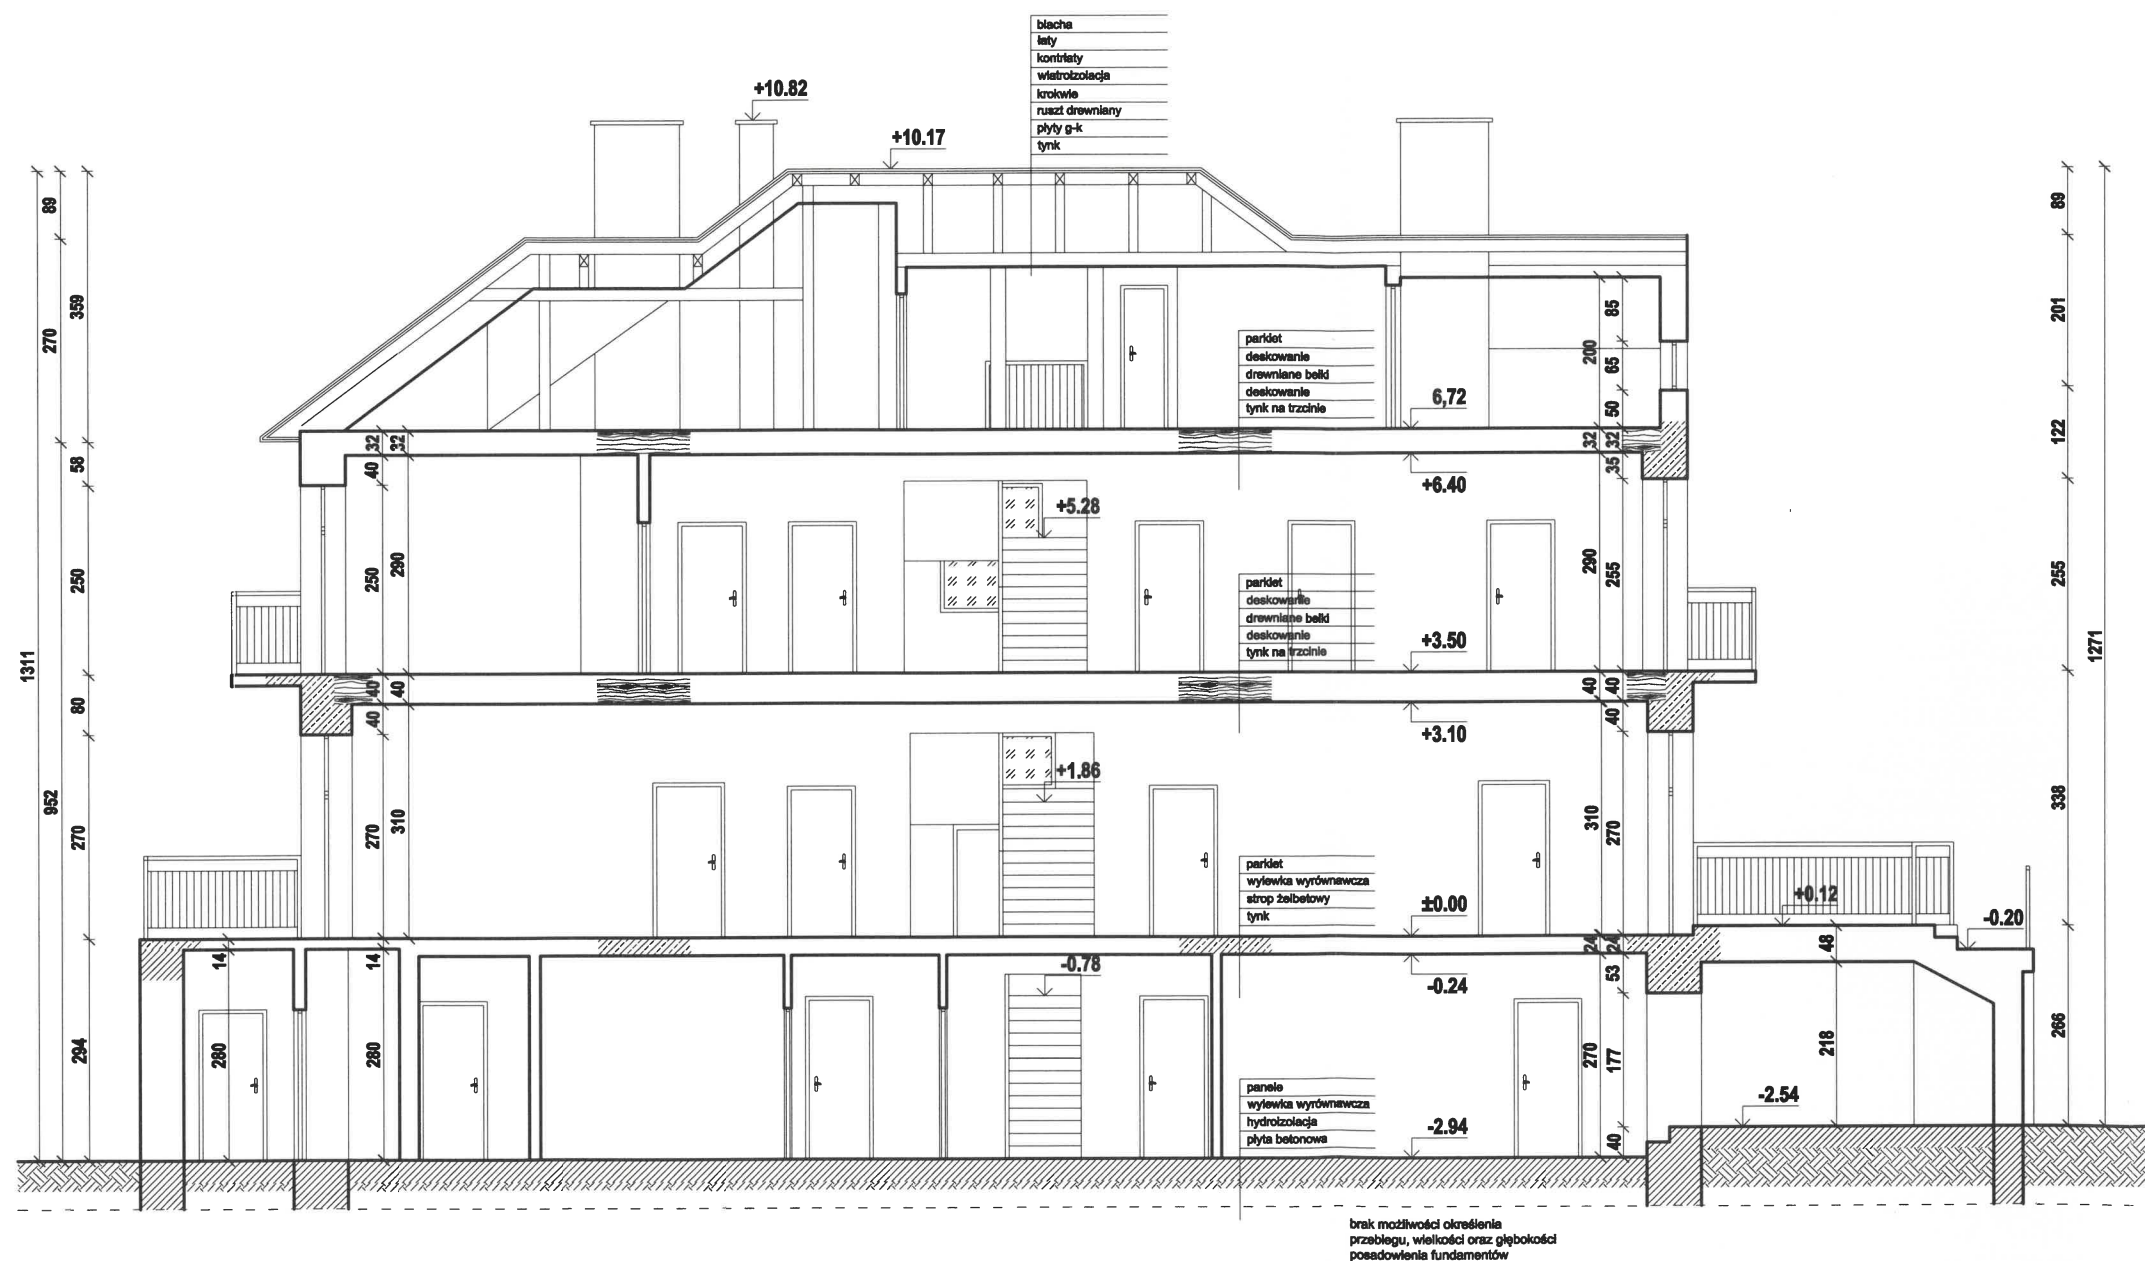 blacha
łaty
kontrłaty
wiatroizolacja
krokwie
ruszt drewniany
płyty g-k
tynk
+10.82
+10.17
89
359
270
89
201
85
200
65
50
parkiet
deskowanie
drewniane belki
deskowanie
tynk na trzcinie
6,72
32
32
32
32
122
58
40
35
+6.40
+5.28
250
250
290
290
255
255
parkiet
deskowanie
drewniane belki
deskowanie
tynk na trzcinie
+3.50
1311
1271
80
40
40
40
40
40
40
+3.10
+1.86
952
270
270
310
310
270
338
parkiet
wylewka wyrównawcza
strop żelbetowy
tynk
±0.00
+0.12
-0.20
14
14
24
24
48
-0.78
-0.24
53
294
280
280
270
177
218
266
panele
wylewka wyrównawcza
hydroizolacja
płyta betonowa
-2.94
-2.54
40
brak możliwości określenia
przebiegu, wielkości oraz głębokości
posadowienia fundamentów